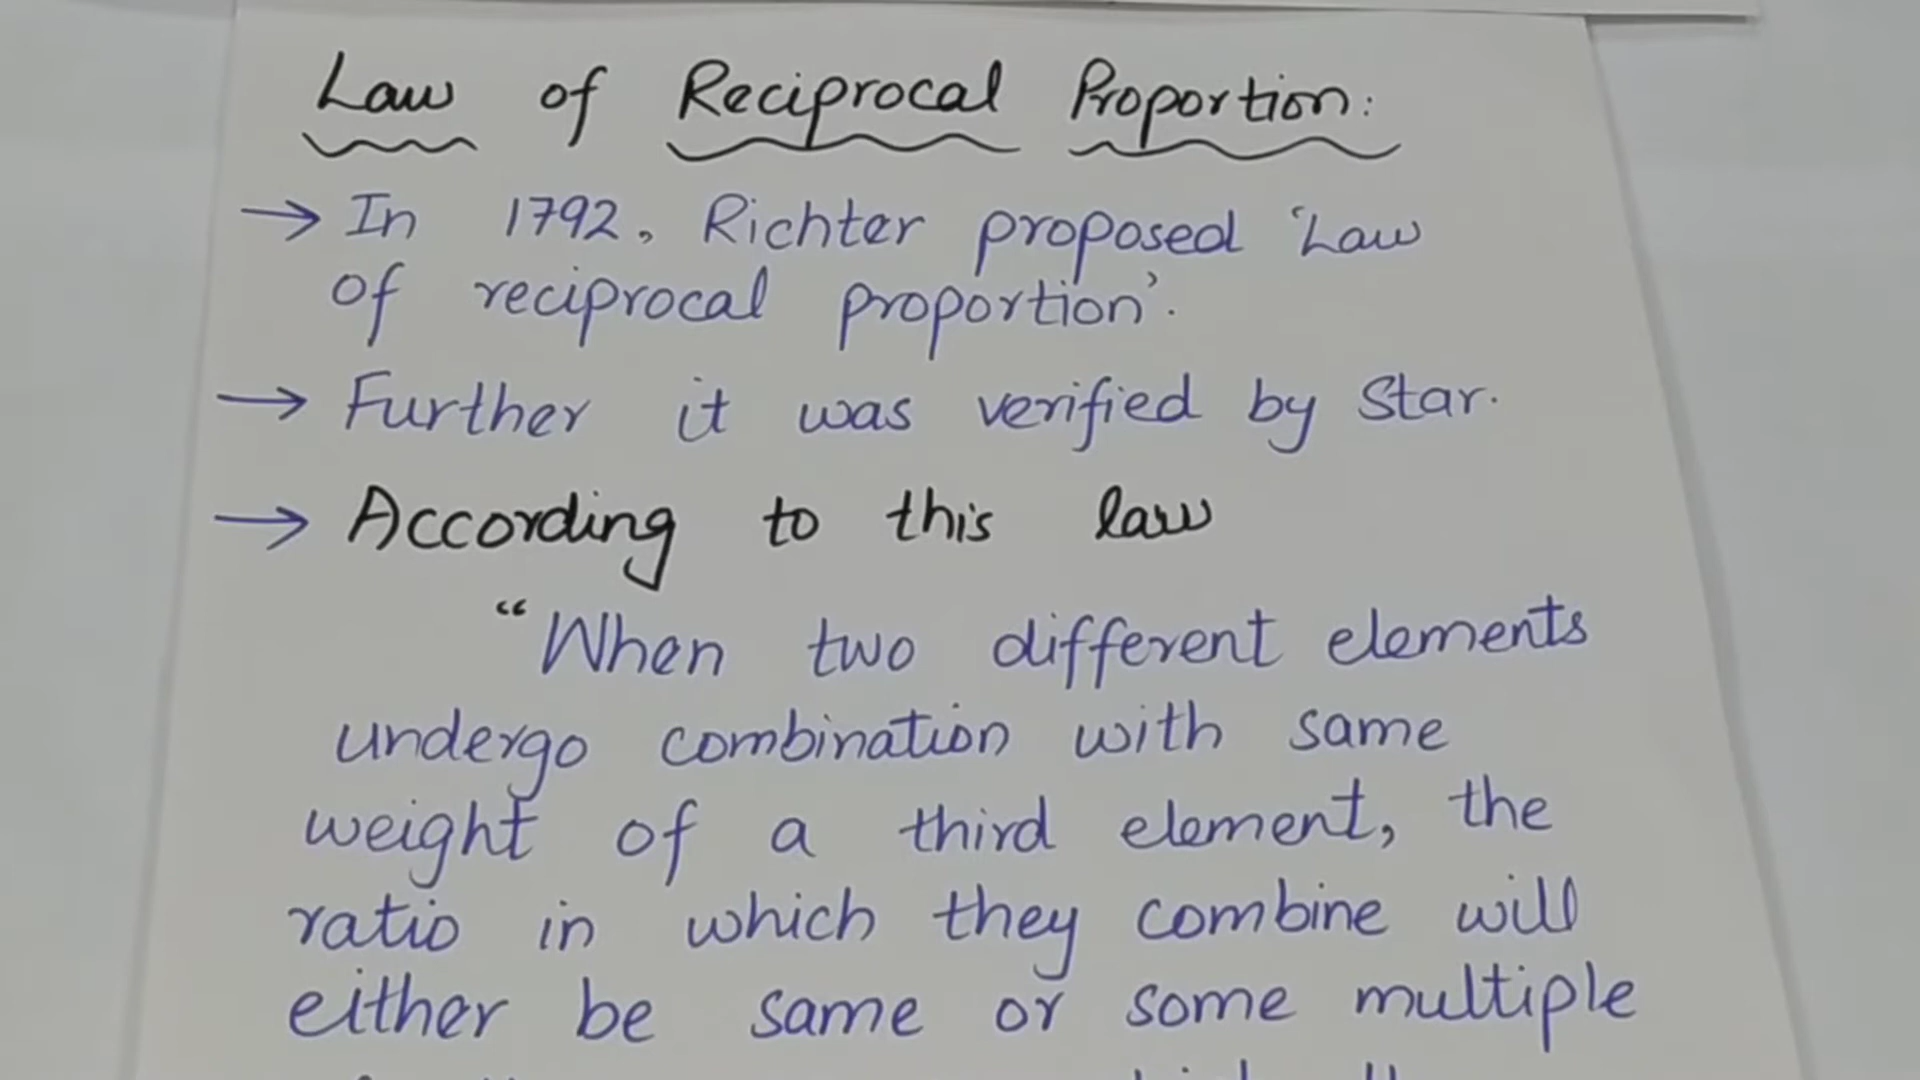 Law of Reciprocal Proportion:
→ In 1792, Richter proposed 'Law
of reciprocal proportion'.
→ Further it was verified by Star.
→ According to this law
"When two different elements
undergo combination with same
weight of a third element, the
ratio in which they combine will
either be same or some multiple